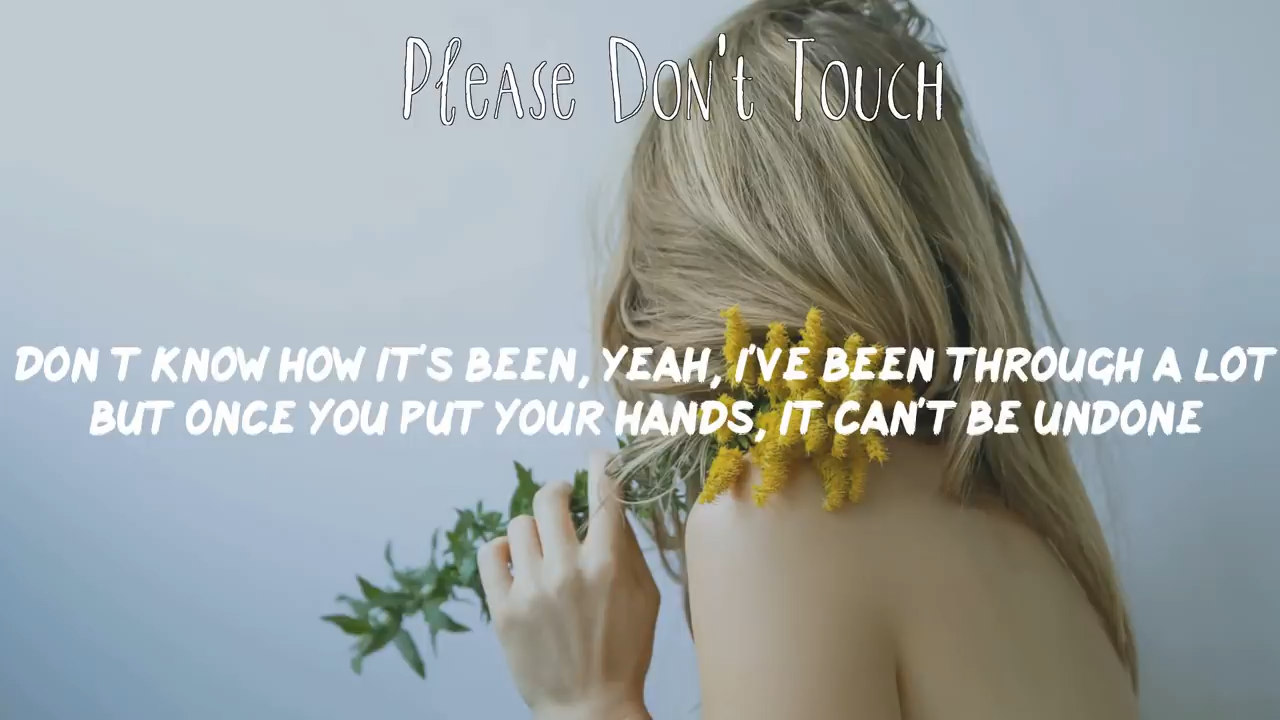 Please Don't Touch
DON T KNOW HOW IT'S BEEN, YEAH, I'VE BEEN THROUGH A LOT
BUT ONCE YOU PUT YOUR HANDS, IT CAN'T BE UNDONE